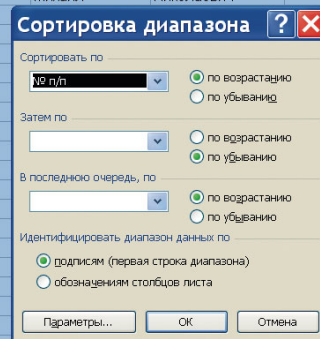 Сортировка диапазона
Сортировать по
№ п/п
по возрастанию
по убыванию
Затем по
по возрастанию
по убыванию
В последнюю очередь, по
по возрастанию
по убыванию
Идентифицировать диапазон данных по
подписям (первая строка диапазона)
обозначениям столбцов листа
Параметры... ОК Отмена